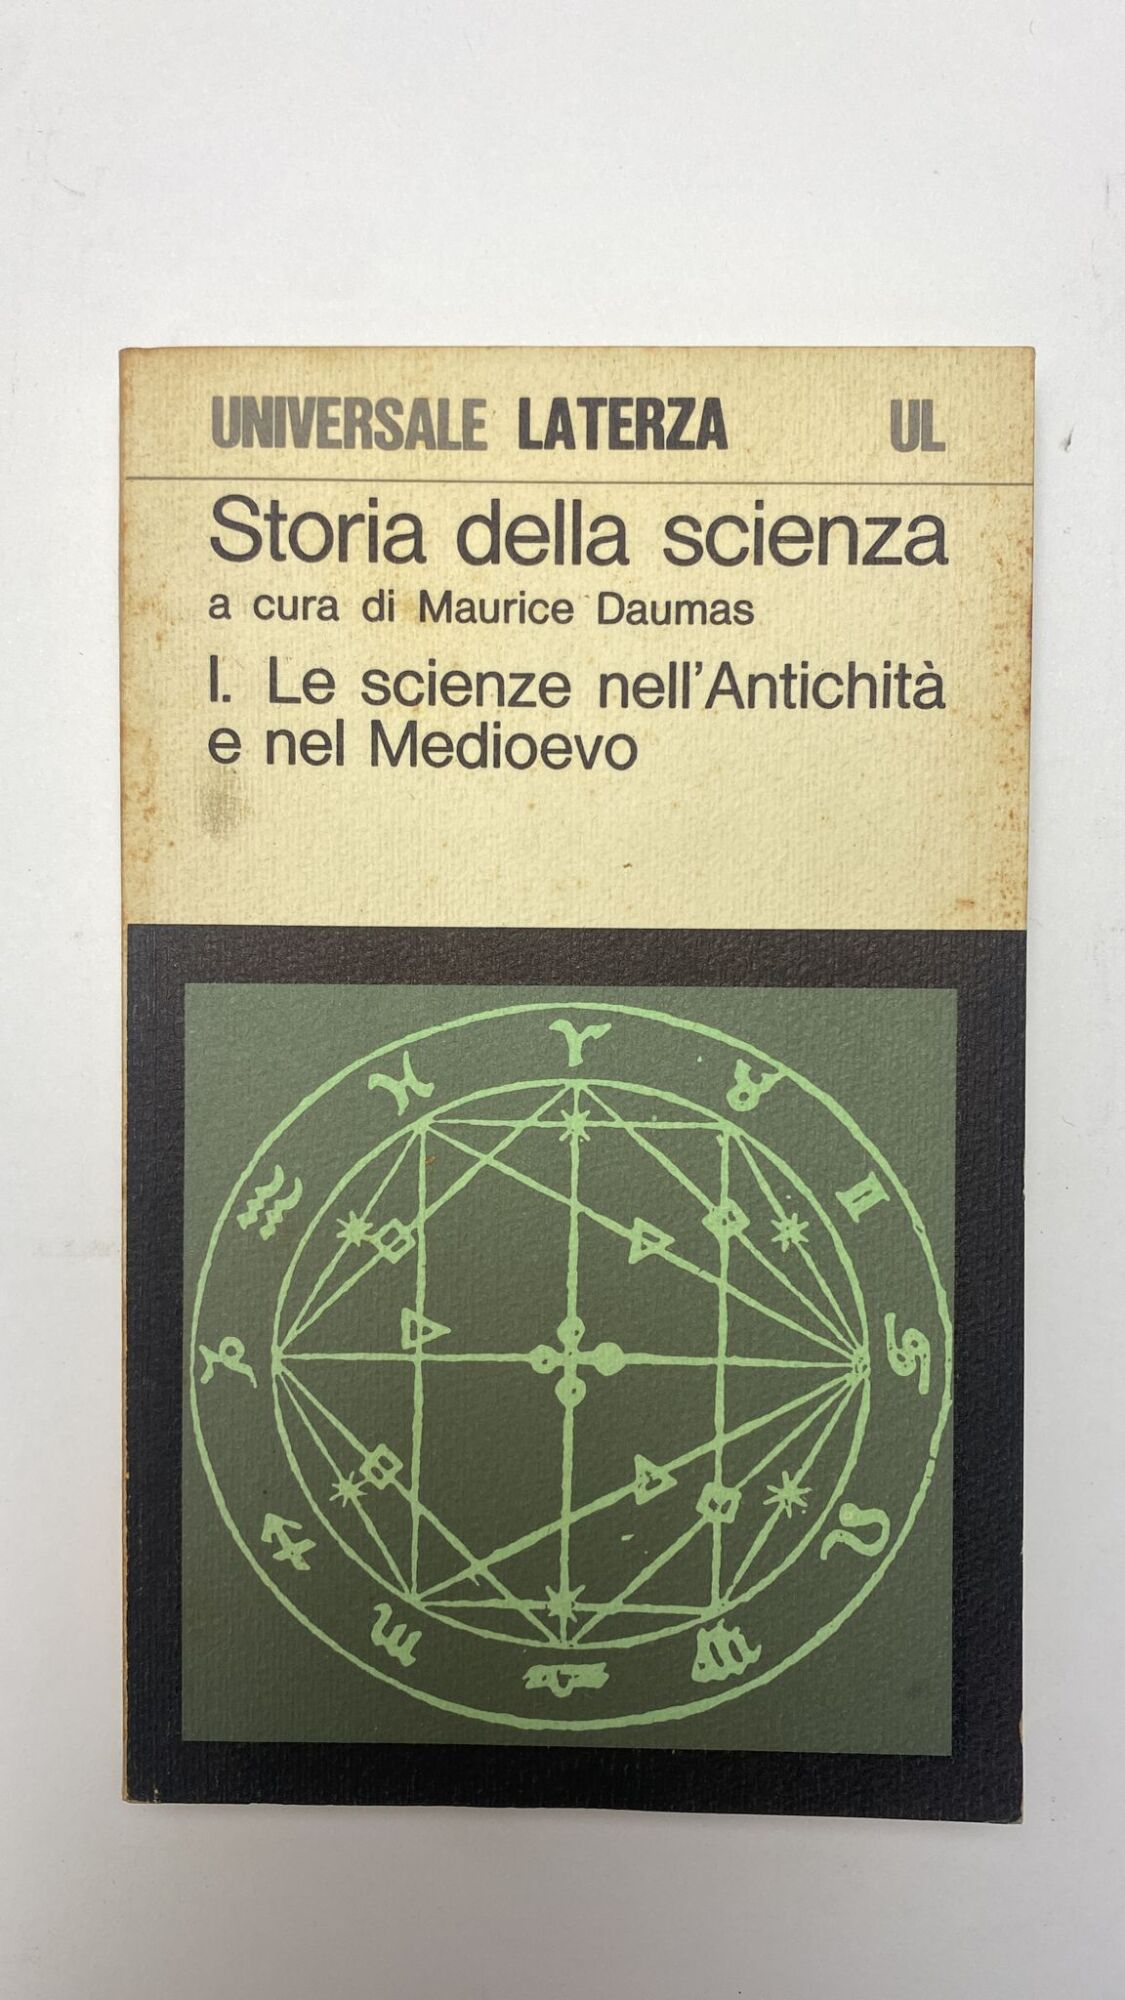 UNIVERSALE LATERZA UL
Storia della scienza
a cura di Maurice Daumas
I. Le scienze nell'Antichità
e nel Medioevo